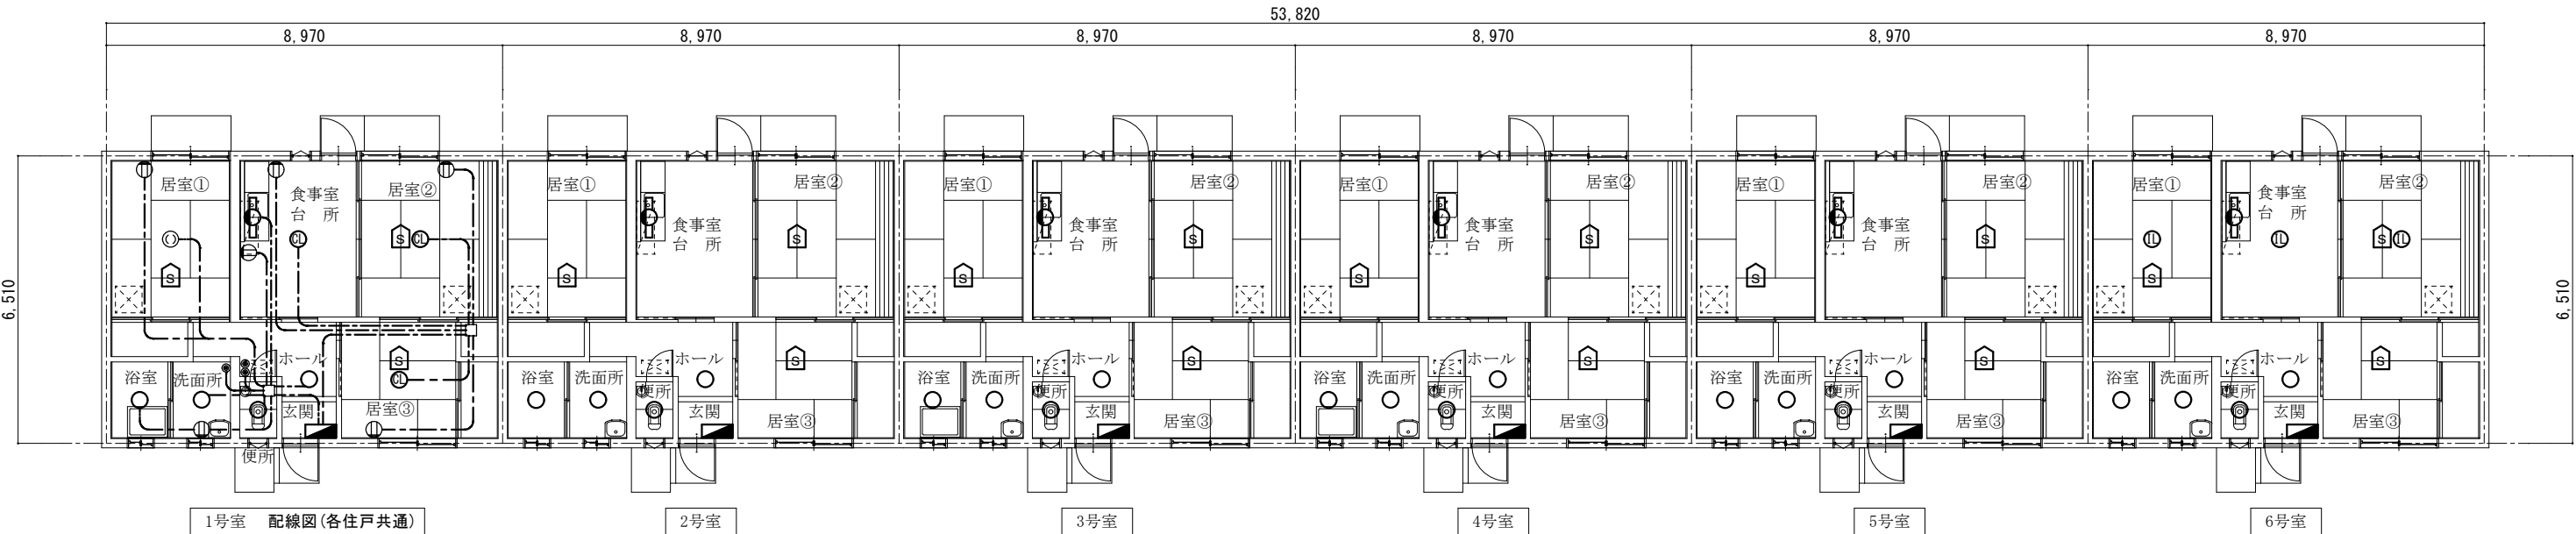 53,820
8,970 8,970 8,970 8,970 8,970 8,970
6,510
居室① 食事室 居室②
台 所
CL CL
S S
S
CL
ホール
浴室 洗面所
玄関
居室③
便所
1号室 配線図(各住戸共通)
居室① 居室②
食事室
台 所
S S
S
ホール
浴室 洗面所 便所
玄関
居室③
2号室
居室① 居室②
食事室
台 所
S S
S
ホール
浴室 洗面所 便所
玄関
居室③
3号室
居室① 居室②
食事室
台 所
S S
S
ホール
浴室 洗面所 便所
玄関
居室③
4号室
居室① 居室②
食事室
台 所
S S
S
ホール
浴室 洗面所 便所
玄関
居室③
5号室
居室① 食事室 居室②
台 所
IL IL S IL
S
S
ホール
浴室 洗面所 便所
玄関
居室③
6号室
6,510